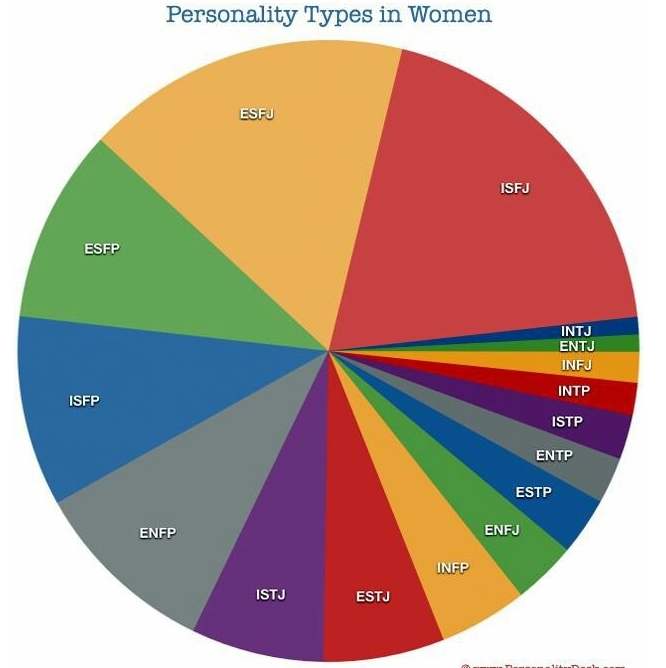 Personality Types in Women
ESFJ
ISFJ
ESFP
INTJ
ENTJ
INFJ
INTP
ISFP
ISTP
ENTP
ESTP
ENFJ
ENFP
INFP
ISTJ
ESTJ